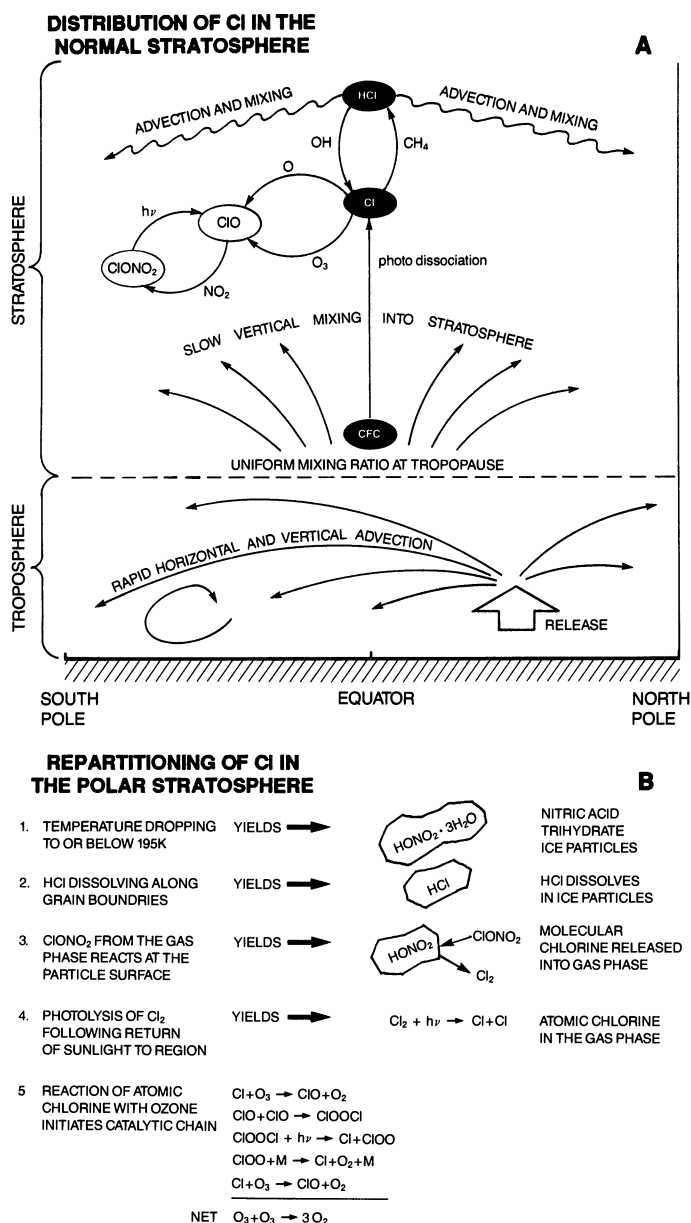 DISTRIBUTION OF Cl IN THE
NORMAL STRATOSPHERE
A
ADVECTION AND MIXING
HCl
ADVECTION AND MIXING
OH
CH₄
O
Cl
hν
ClO
O₃
ClONO₂
NO₂
photo dissociation
STRATOSPHERE
SLOW VERTICAL MIXING INTO STRATOSPHERE
CFC
UNIFORM MIXING RATIO AT TROPOPAUSE
TROPOSPHERE
RAPID HORIZONTAL AND VERTICAL ADVECTION
RELEASE
SOUTH
POLE
EQUATOR
NORTH
POLE
REPARTITIONING OF Cl IN
THE POLAR STRATOSPHERE
B
1. TEMPERATURE DROPPING
TO OR BELOW 195K
YIELDS
HONO₂ · 3H₂O
NITRIC ACID
TRIHYDRATE
ICE PARTICLES
2. HCl DISSOLVING ALONG
GRAIN BOUNDRIES
YIELDS
HCl
HCl DISSOLVES
IN ICE PARTICLES
3. ClONO₂ FROM THE GAS
PHASE REACTS AT THE
PARTICLE SURFACE
YIELDS
HONO₂
ClONO₂
Cl₂
MOLECULAR
CHLORINE RELEASED
INTO GAS PHASE
4. PHOTOLYSIS OF Cl₂
FOLLOWING RETURN
OF SUNLIGHT TO REGION
YIELDS
Cl₂ + hν → Cl+Cl
ATOMIC CHLORINE
IN THE GAS PHASE
5 REACTION OF ATOMIC
CHLORINE WITH OZONE
INITIATES CATALYTIC CHAIN
Cl+O₃ → ClO+O₂
ClO+ClO → ClOOCl
ClOOCl + hν → Cl+ClOO
ClOO+M → Cl+O₂+M
Cl+O₃ → ClO+O₂
NET O₃+O₃ → 3 O₂